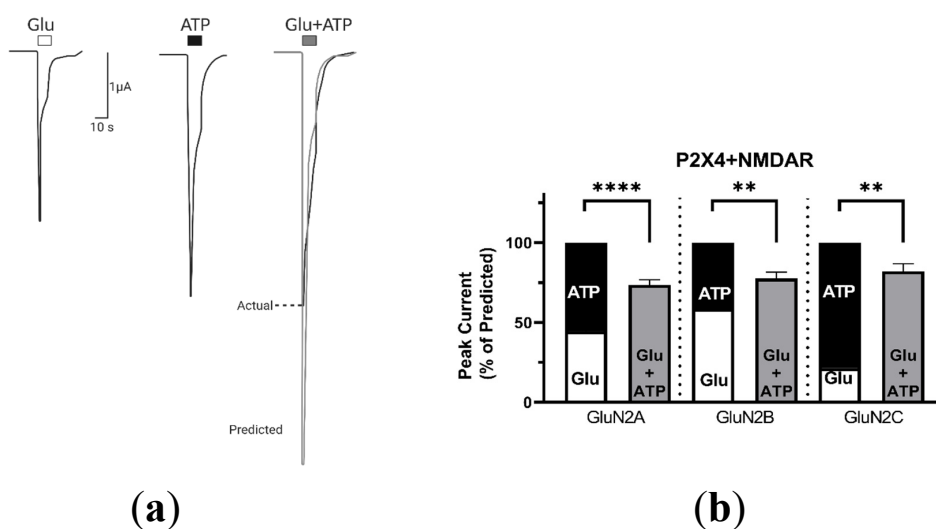 Glu
ATP
Glu+ATP
1µA
10 s
Actual
Predicted
(a)
P2X4+NMDAR
****
**
**
Peak Current
(% of Predicted)
100
50
0
ATP
Glu
Glu
+
ATP
ATP
Glu
Glu
+
ATP
ATP
Glu
Glu
+
ATP
GluN2A
GluN2B
GluN2C
(b)